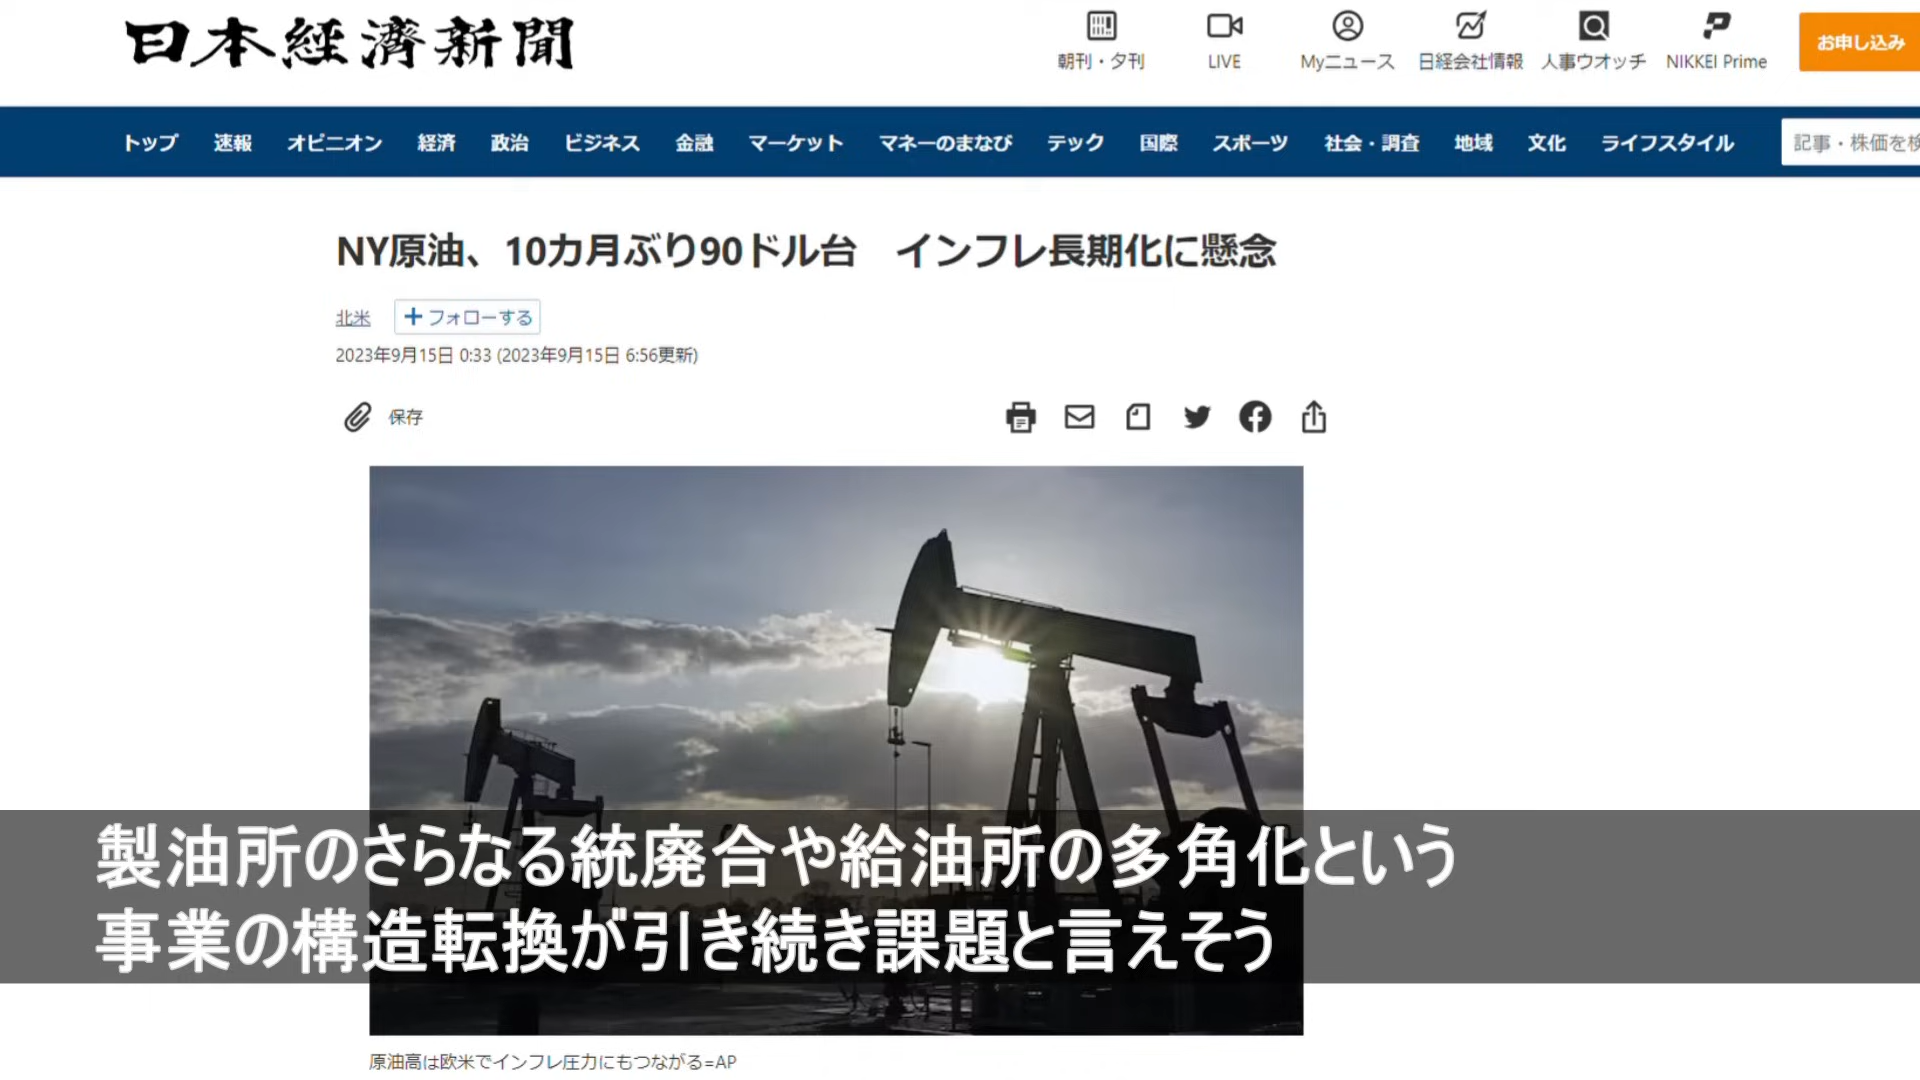 日本経済新聞
朝刊・夕刊
LIVE
Myニュース
日経会社情報
人事ウオッチ
NIKKEI Prime
お申し込み
トップ 速報 オピニオン 経済 政治 ビジネス 金融 マーケット マネーのまなび テック 国際 スポーツ 社会・調査 地域 文化 ライフスタイル
記事・株価を検
NY原油、10カ月ぶり90ドル台 インフレ長期化に懸念
北米
+ フォローする
2023年9月15日 0:33 (2023年9月15日 6:56更新)
保存
製油所のさらなる統廃合や給油所の多角化という
事業の構造転換が引き続き課題と言えそう
原油高は欧米でインフレ圧力にもつながる=AP